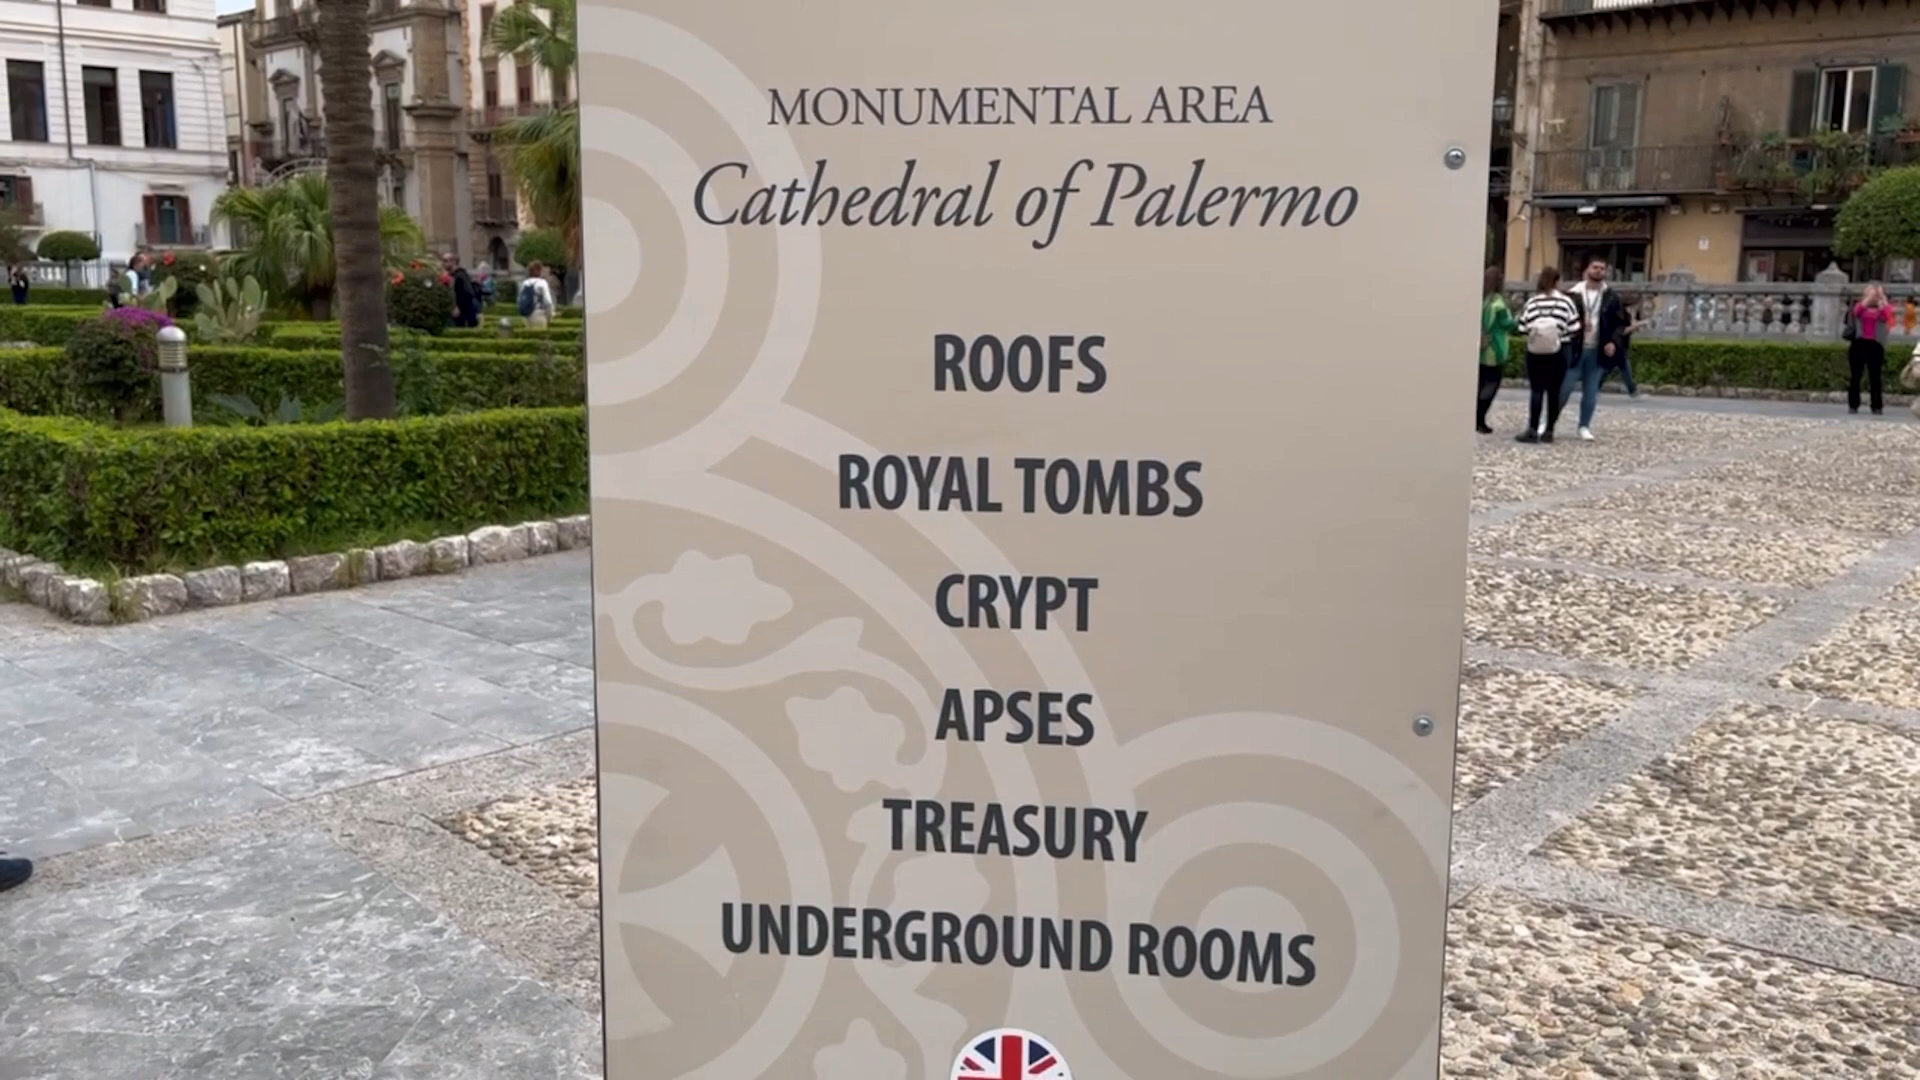 MONUMENTAL AREA
Cathedral of Palermo
ROOFS
ROYAL TOMBS
CRYPT
APSES
TREASURY
UNDERGROUND ROOMS